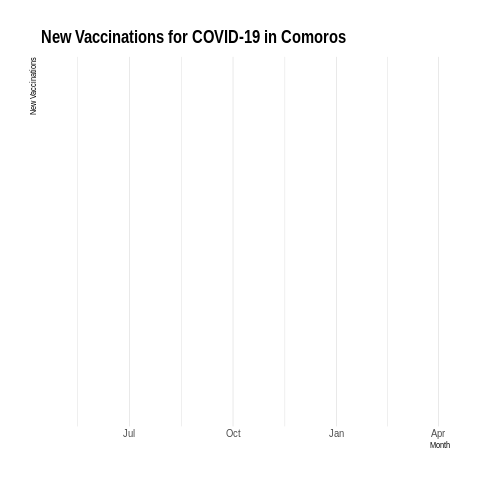 New Vaccinations for COVID-19 in Comoros
New Vaccinations
Jul Oct Jan Apr
Month